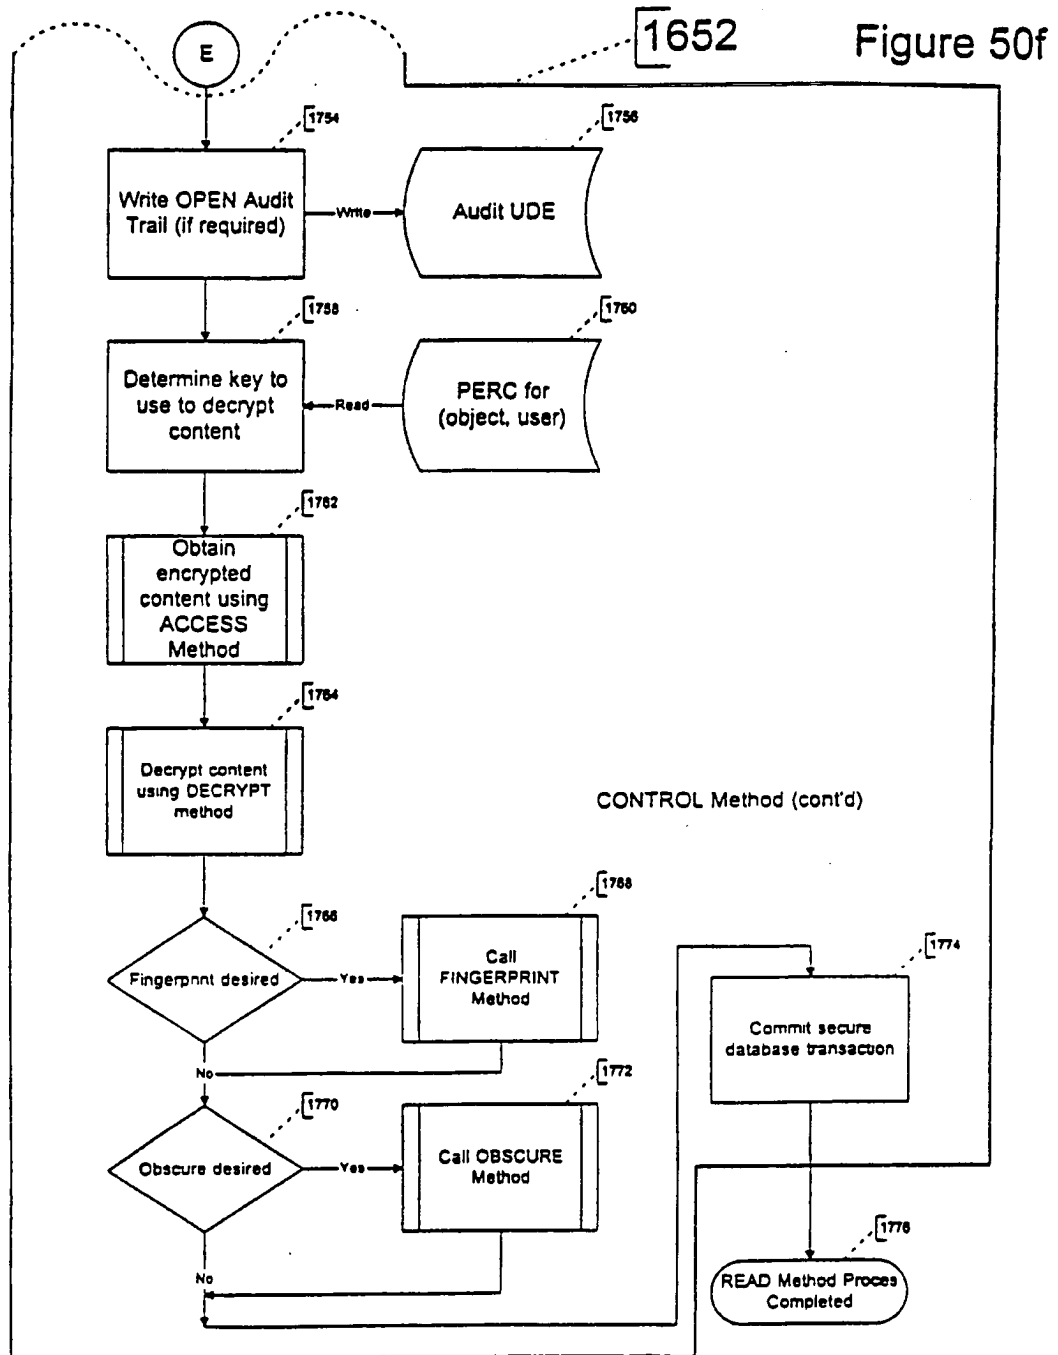 E
1652
Figure 50f
1754
Write OPEN Audit
Trail (if required)
Write
1756
Audit UDE
1758
Determine key to
use to decrypt
content
Read
1760
PERC for
(object, user)
1762
Obtain
encrypted
content using
ACCESS
Method
1764
Decrypt content
using DECRYPT
method
CONTROL Method (cont'd)
1766
Fingerprint desired
Yes
1768
Call
FINGERPRINT
Method
No
1770
Obscure desired
Yes
1772
Call OBSCURE
Method
No
1774
Commit secure
database transaction
1776
READ Method Proces
Completed